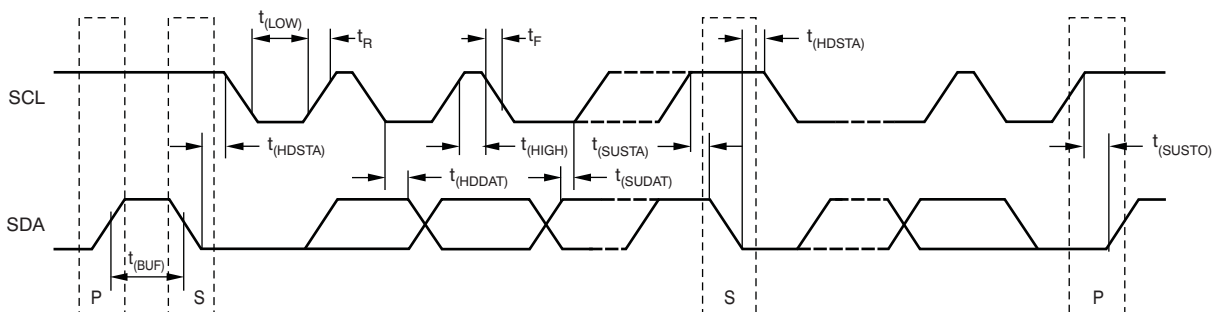 t(LOW)
tR
tF
t(HDSTA)
SCL
t(HDSTA)
t(HIGH)
t(SUSTA)
t(SUSTO)
t(HDDAT)
t(SUDAT)
SDA
t(BUF)
P
S
S
P